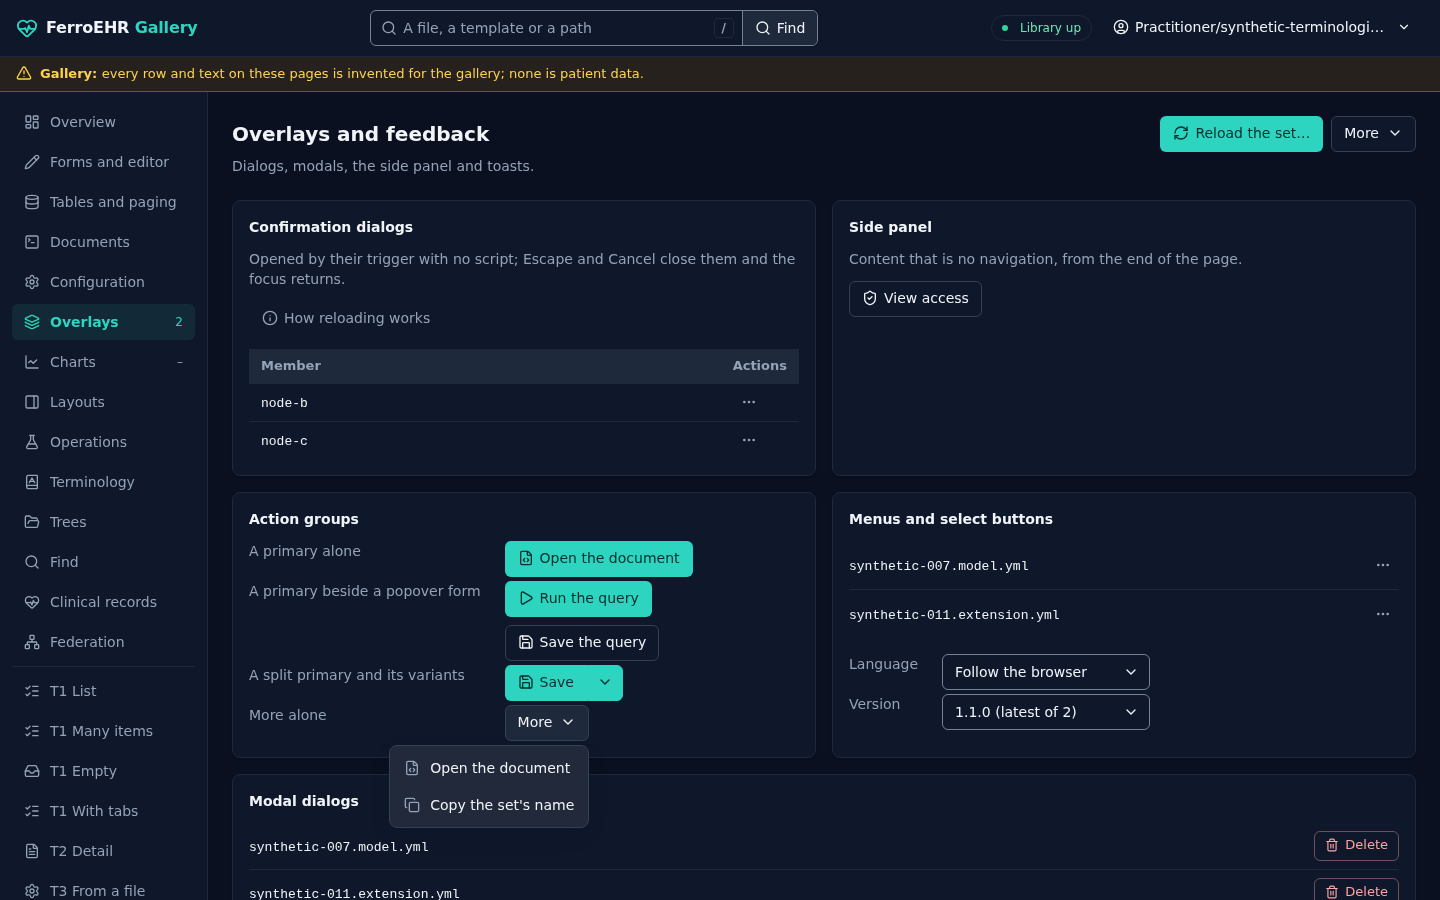 FerroEHR Gallery
A file, a template or a path
/
Find
Library up
Practitioner/synthetic-terminologi...
Gallery: every row and text on these pages is invented for the gallery; none is patient data.
Overview
Forms and editor
Tables and paging
Documents
Configuration
Overlays 2
Charts –
Layouts
Operations
Terminology
Trees
Find
Clinical records
Federation
T1 List
T1 Many items
T1 Empty
T1 With tabs
T2 Detail
T3 From a file
Overlays and feedback
Dialogs, modals, the side panel and toasts.
Reload the set...
More
Confirmation dialogs
Opened by their trigger with no script; Escape and Cancel close them and the
focus returns.
How reloading works
Member Actions
node-b
node-c
Side panel
Content that is no navigation, from the end of the page.
View access
Action groups
A primary alone
Open the document
A primary beside a popover form
Run the query
Save the query
A split primary and its variants
Save
More alone
More
Open the document
Copy the set's name
Menus and select buttons
synthetic-007.model.yml
synthetic-011.extension.yml
Language
Follow the browser
Version
1.1.0 (latest of 2)
Modal dialogs
synthetic-007.model.yml
Delete
synthetic-011.extension.yml
Delete